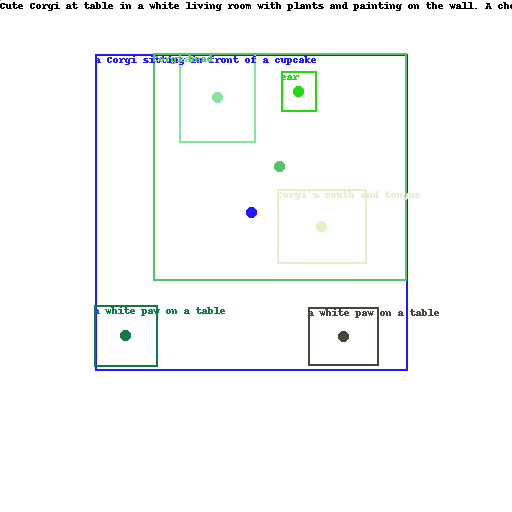 Cute Corgi at table in a white living room with plants and painting on the wall. A che
a Corgi sitting in front of a cupcake
ear
Corgi's mouth and tongue
a white paw on a table
a white paw on a table